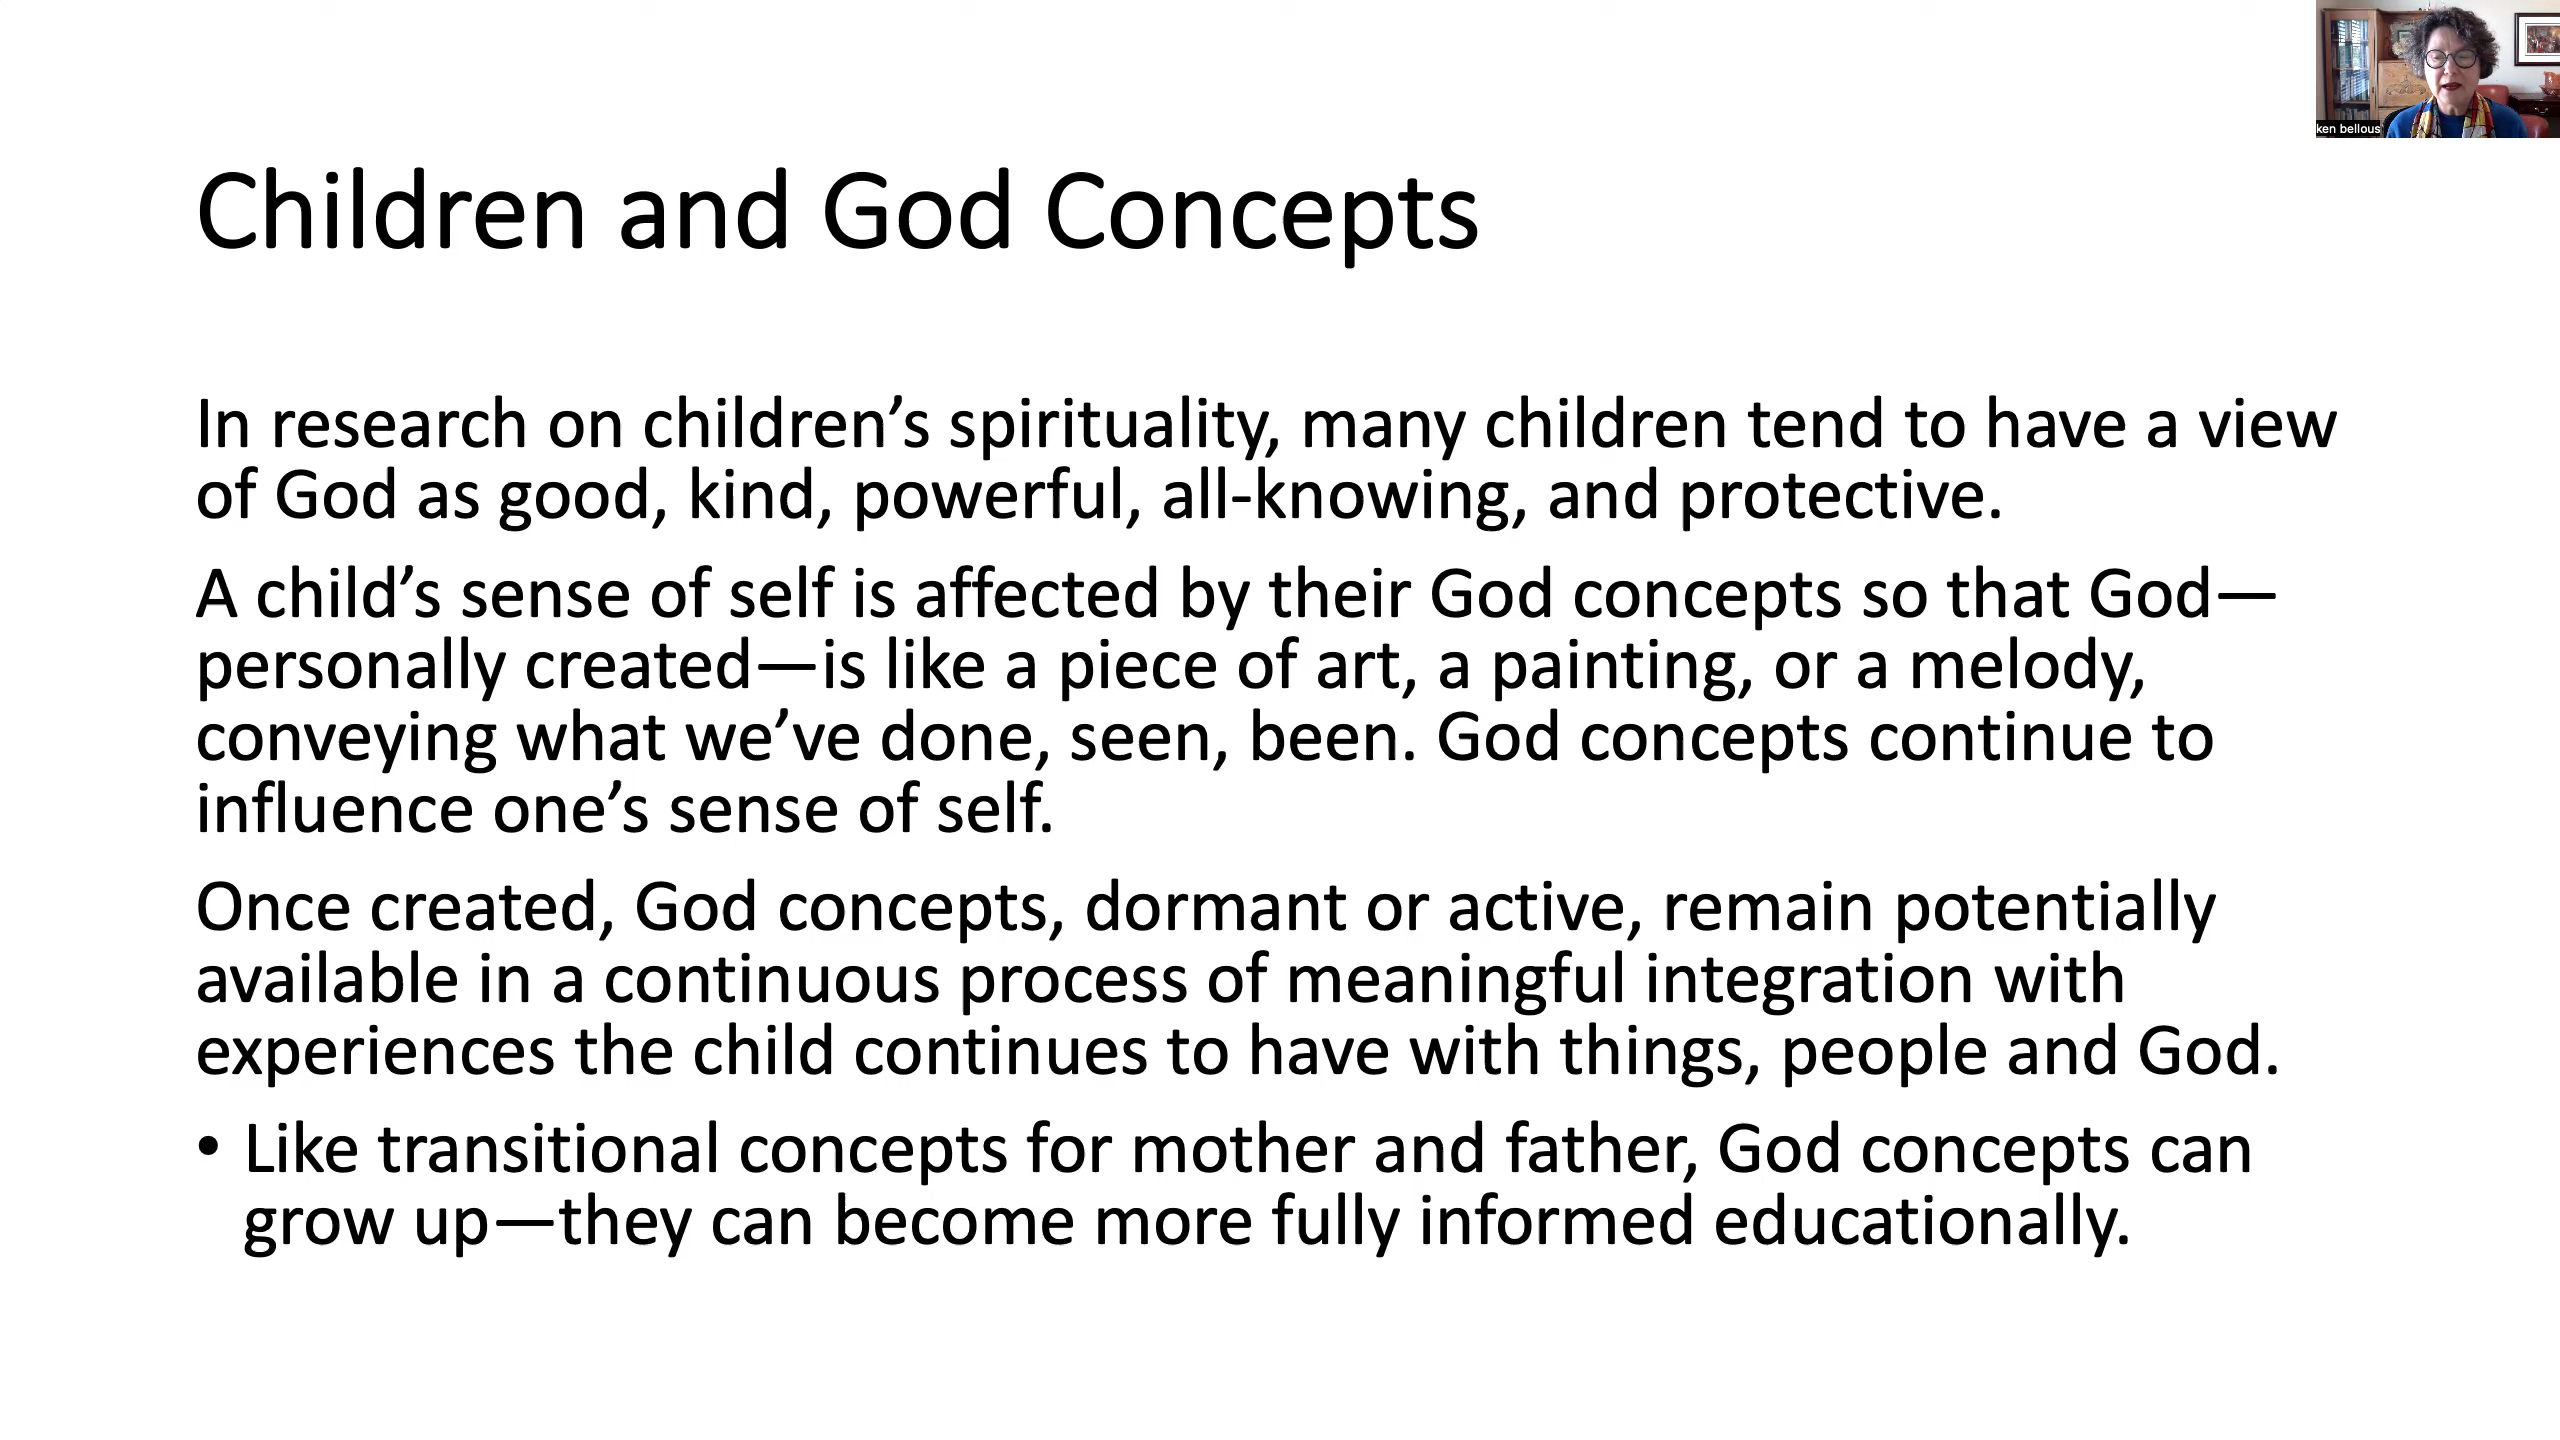 ken bellous
Children and God Concepts
In research on children’s spirituality, many children tend to have a view
of God as good, kind, powerful, all-knowing, and protective.
A child’s sense of self is affected by their God concepts so that God—
personally created—is like a piece of art, a painting, or a melody,
conveying what we’ve done, seen, been. God concepts continue to
influence one’s sense of self.
Once created, God concepts, dormant or active, remain potentially
available in a continuous process of meaningful integration with
experiences the child continues to have with things, people and God.
• Like transitional concepts for mother and father, God concepts can
grow up—they can become more fully informed educationally.